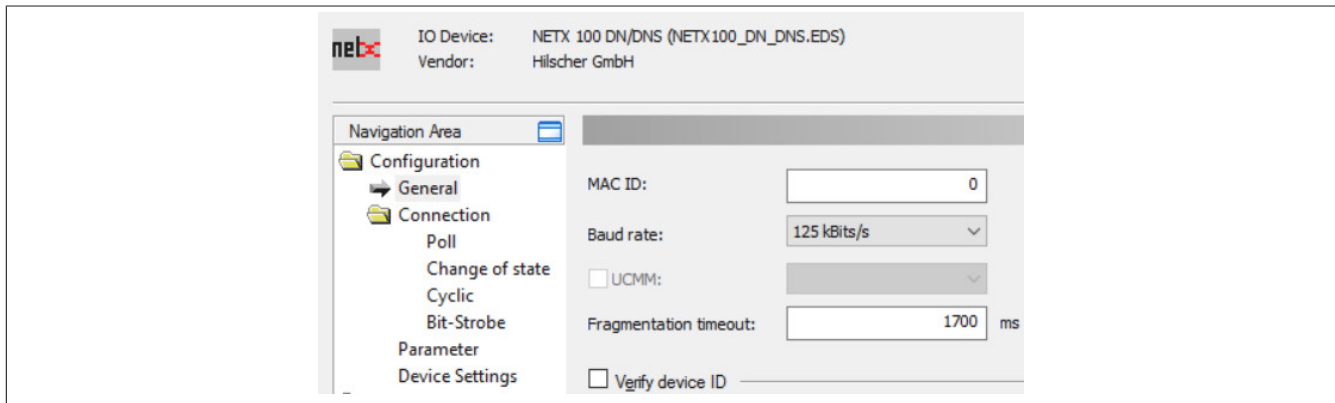 netx
IO Device: NETX 100 DN/DNS (NETX100_DN_DNS.EDS)
Vendor: Hilscher GmbH
Navigation Area
Configuration
General
Connection
Poll
Change of state
Cyclic
Bit-Strobe
Parameter
Device Settings
MAC ID: 0
Baud rate: 125 kBits/s
UCMM:
Fragmentation timeout: 1700 ms
Verify device ID